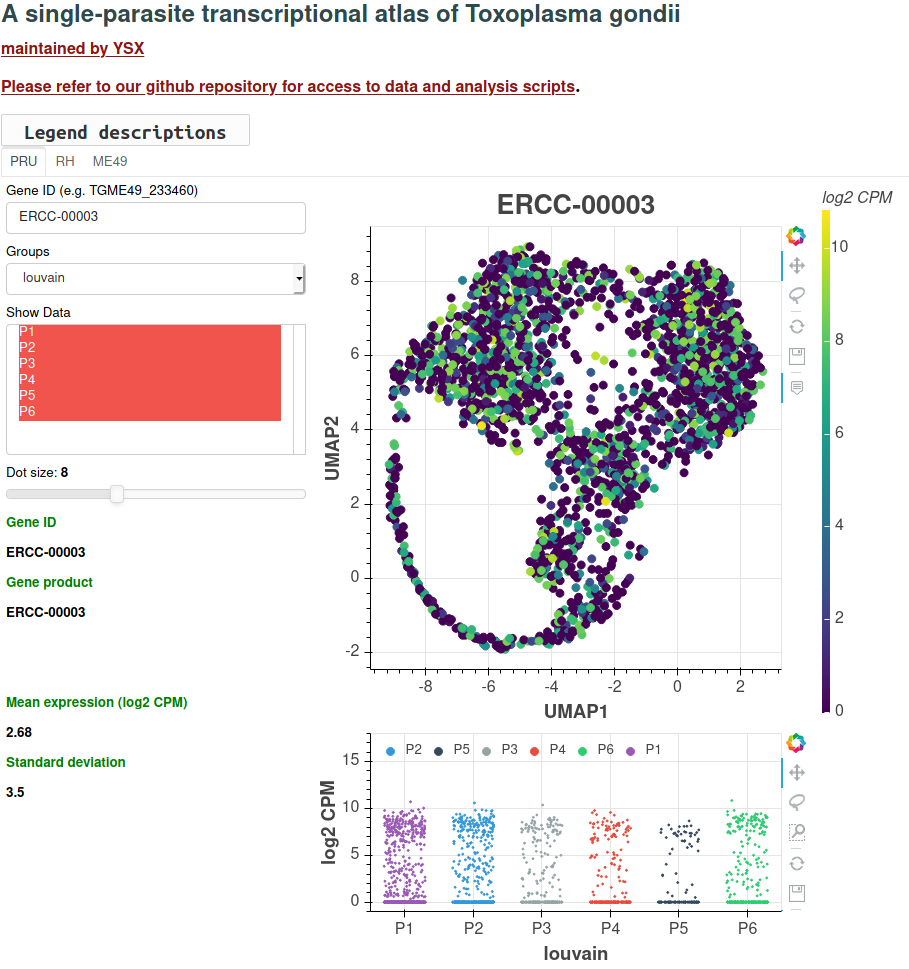 A single-parasite transcriptional atlas of Toxoplasma gondii
maintained by YSX
Please refer to our github repository for access to data and analysis scripts.
Legend descriptions
PRU RH ME49
Gene ID (e.g. TGME49_233460)
ERCC-00003
Groups
louvain
Show Data
P1
P2
P3
P4
P5
P6
Dot size: 8
Gene ID
ERCC-00003
Gene product
ERCC-00003
Mean expression (log2 CPM)
2.68
Standard deviation
3.5
ERCC-00003
log2 CPM
10
8
6
4
2
0
UMAP2
8
6
4
2
0
-2
-8 -6 -4 -2 0 2
UMAP1
P2 P5 P3 P4 P6 P1
log2 CPM
15
10
5
0
P1 P2 P3 P4 P5 P6
louvain